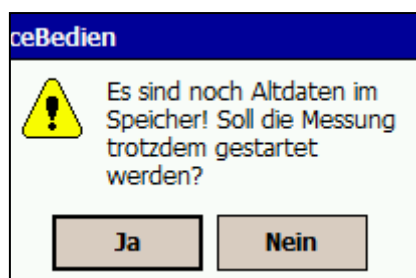 ceBedien
Es sind noch Altdaten im
Speicher! Soll die Messung
trotzdem gestartet
werden?
Ja
Nein